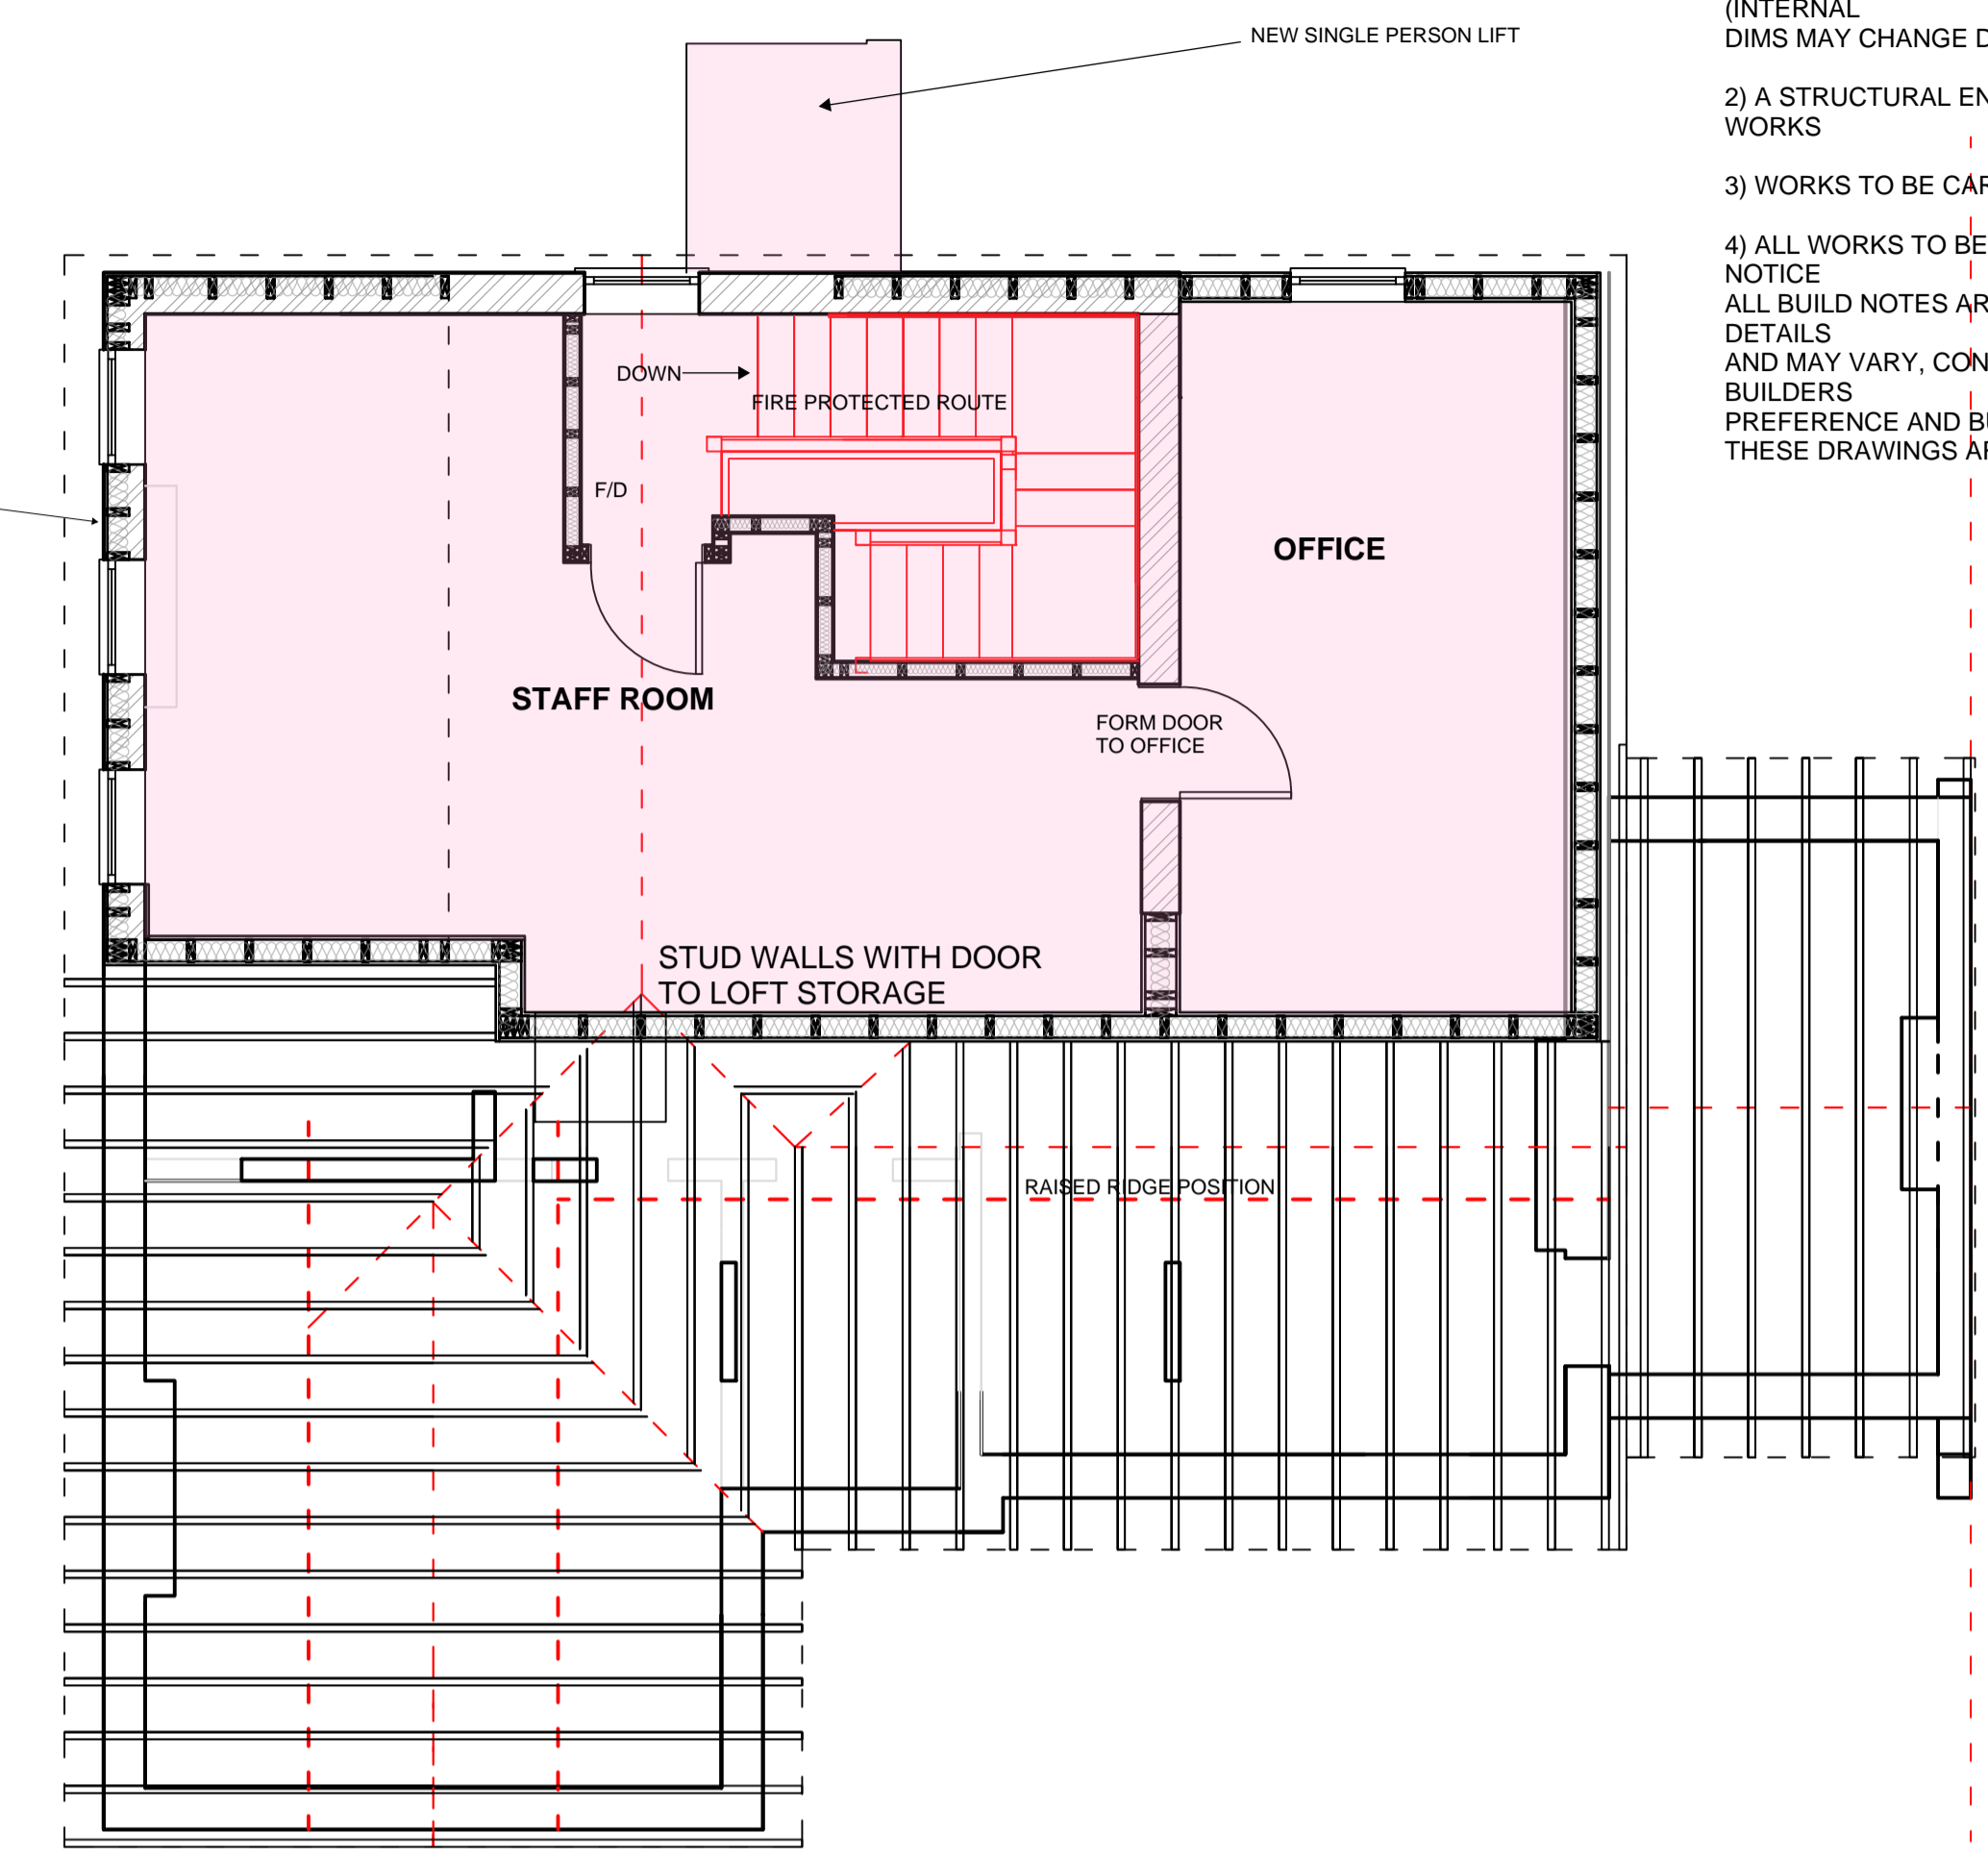 (INTERNAL
DIMS MAY CHANGE D
2) A STRUCTURAL EN
WORKS
3) WORKS TO BE CAR
4) ALL WORKS TO BE
NOTICE
ALL BUILD NOTES AR
DETAILS
AND MAY VARY, CON
BUILDERS
PREFERENCE AND BU
THESE DRAWINGS AR
NEW SINGLE PERSON LIFT
DOWN
FIRE PROTECTED ROUTE
F/D
OFFICE
STAFF ROOM
FORM DOOR
TO OFFICE
STUD WALLS WITH DOOR
TO LOFT STORAGE
RAISED RIDGE POSITION